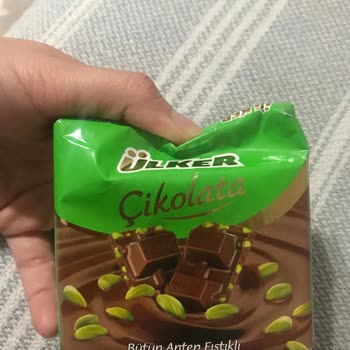 ÜLKER
Çikolata
Bütün Antep Fıstıklı